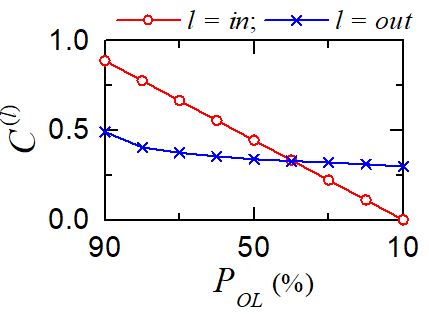 l = in; l = out
1.0
0.5
0.0
C(l)
90 50 10
POL (%)